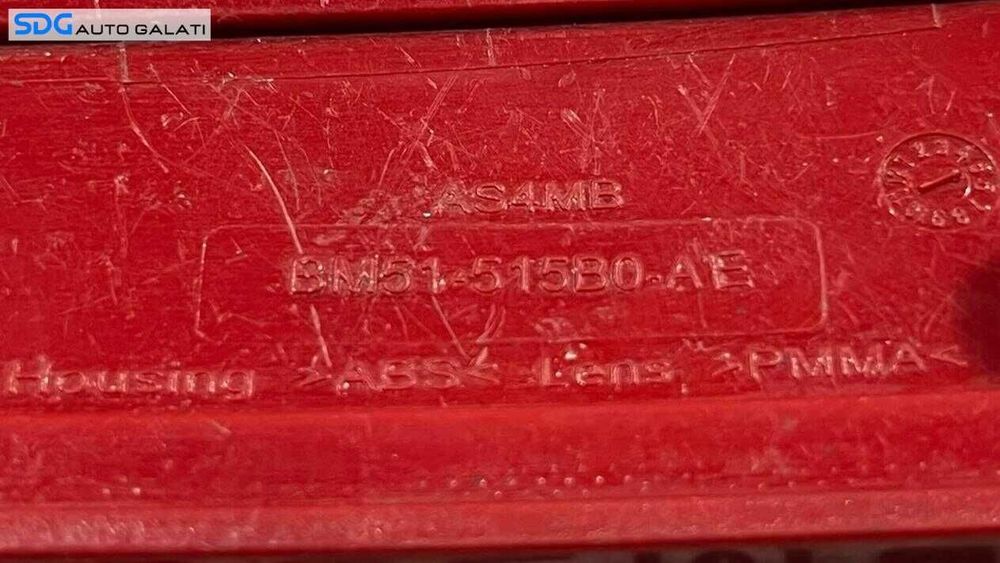 SDG
AUTO GALATI
AS4MB
BM51-515B0-AE
Housing >ABS< Lens >PMMA<